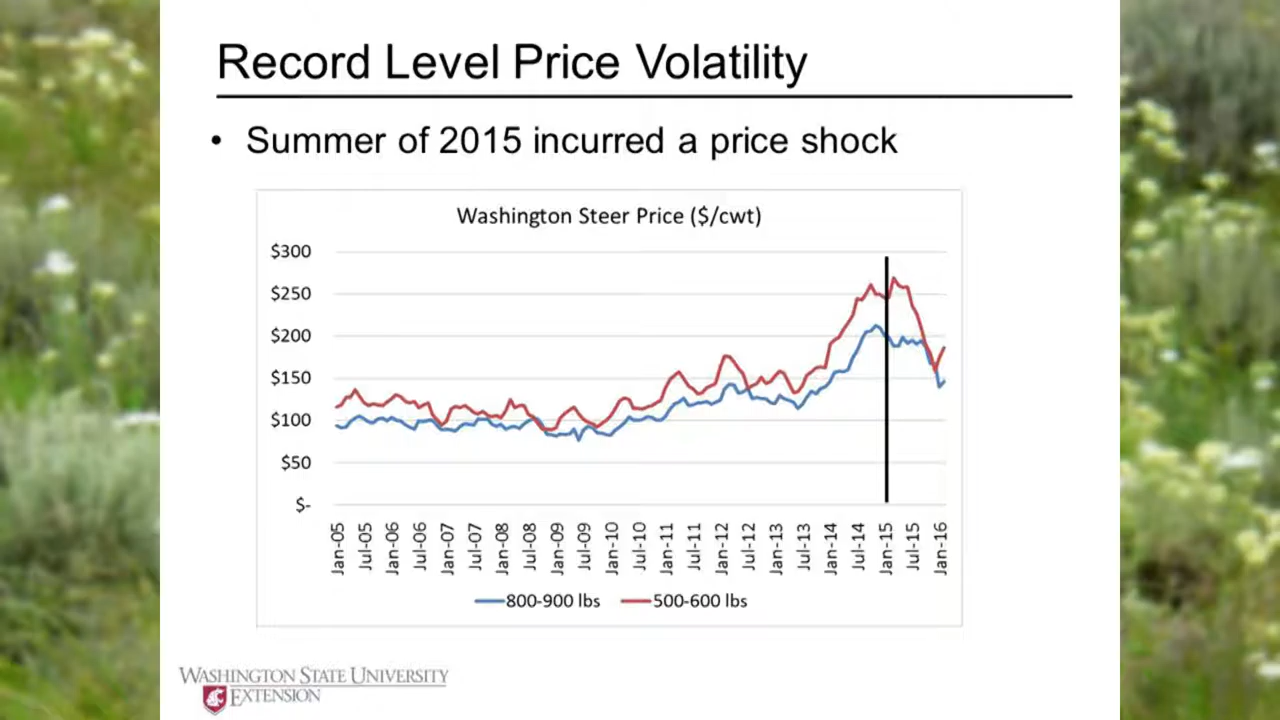 Record Level Price Volatility
• Summer of 2015 incurred a price shock
Washington Steer Price ($/cwt)
$300
$250
$200
$150
$100
$50
$-
Jan-05 Jul-05 Jan-06 Jul-06 Jan-07 Jul-07 Jan-08 Jul-08 Jan-09 Jul-09 Jan-10 Jul-10 Jan-11 Jul-11 Jan-12 Jul-12 Jan-13 Jul-13 Jan-14 Jul-14 Jan-15 Jul-15 Jan-16
800-900 lbs 500-600 lbs
WASHINGTON STATE UNIVERSITY
EXTENSION